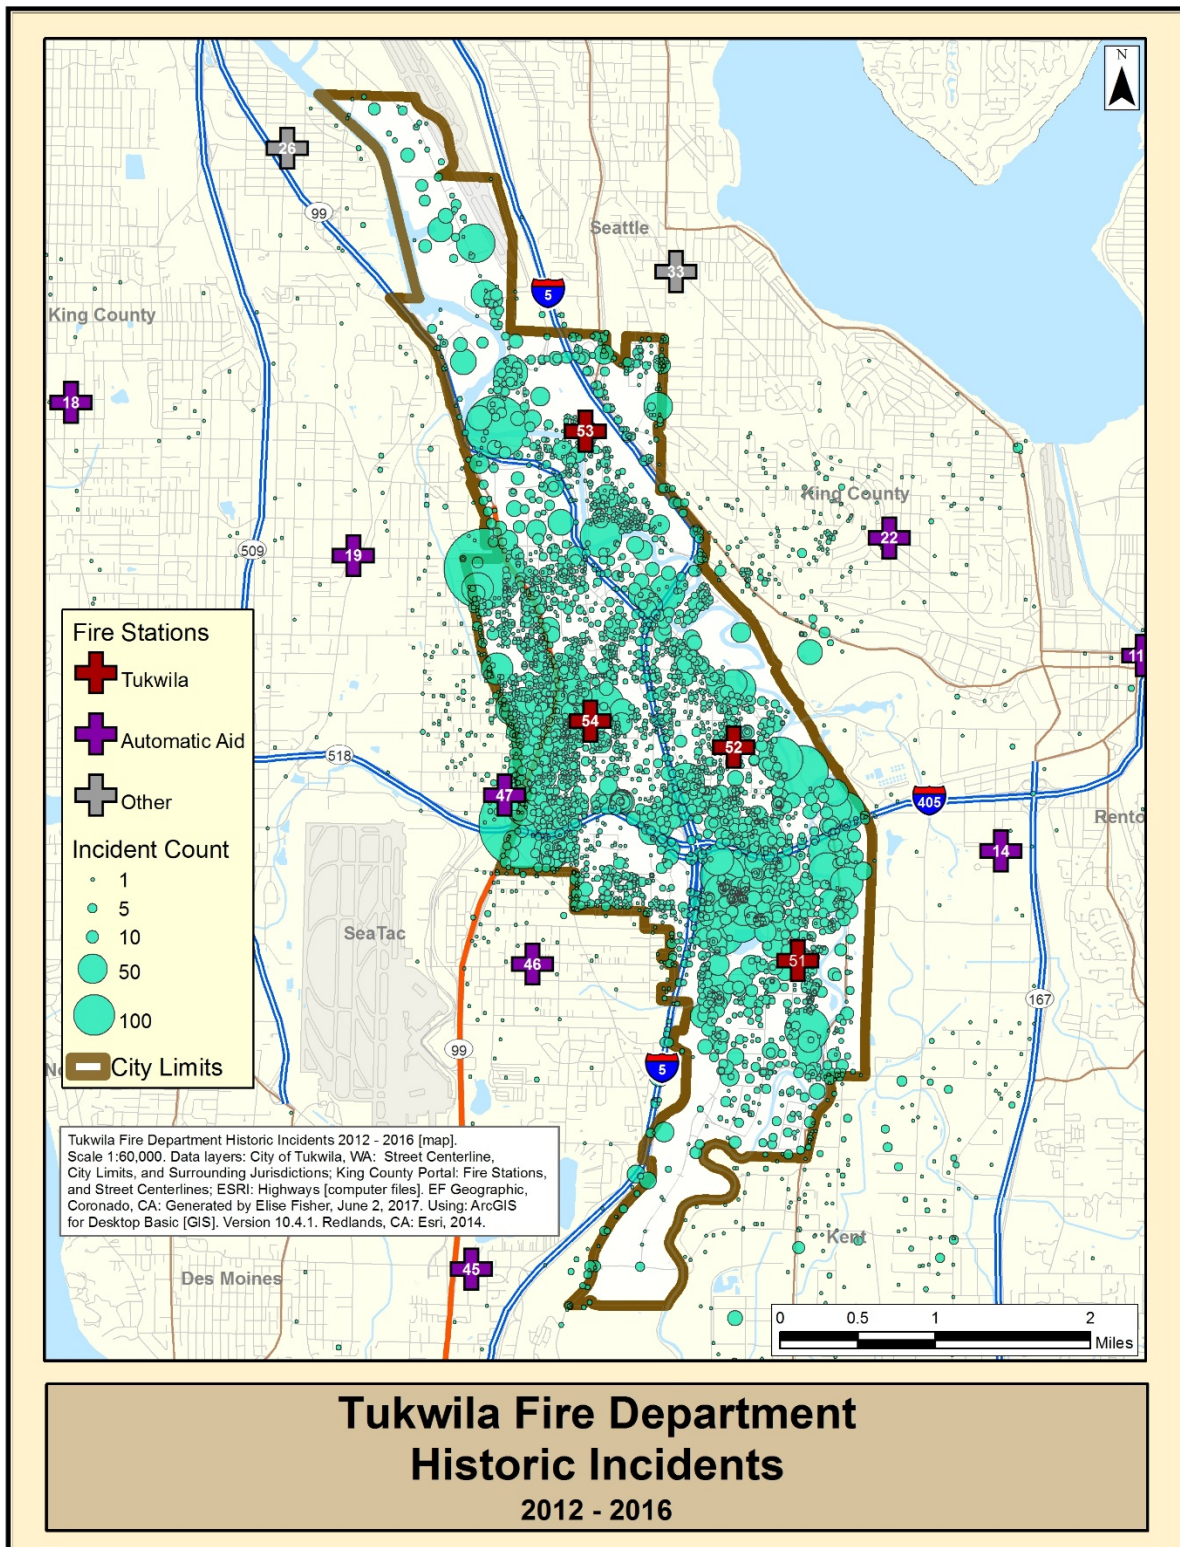 N
26
99
Seattle
33
5
King County
18
53
King County
22
19
509
Fire Stations
Tukwila
Automatic Aid
Other
Incident Count
1
5
10
50
100
City Limits
11
54
52
518
47
405
Rento
14
SeaTac
46
51
167
99
No
5
Tukwila Fire Department Historic Incidents 2012 - 2016 [map].
Scale 1:60,000. Data layers: City of Tukwila, WA: Street Centerline,
City Limits, and Surrounding Jurisdictions; King County Portal: Fire Stations,
and Street Centerlines; ESRI: Highways [computer files]. EF Geographic,
Coronado, CA: Generated by Elise Fisher, June 2, 2017. Using: ArcGIS
for Desktop Basic [GIS]. Version 10.4.1. Redlands, CA: Esri, 2014.
Kent
45
Des Moines
0 0.5 1 2
Miles
Tukwila Fire Department
Historic Incidents
2012 - 2016